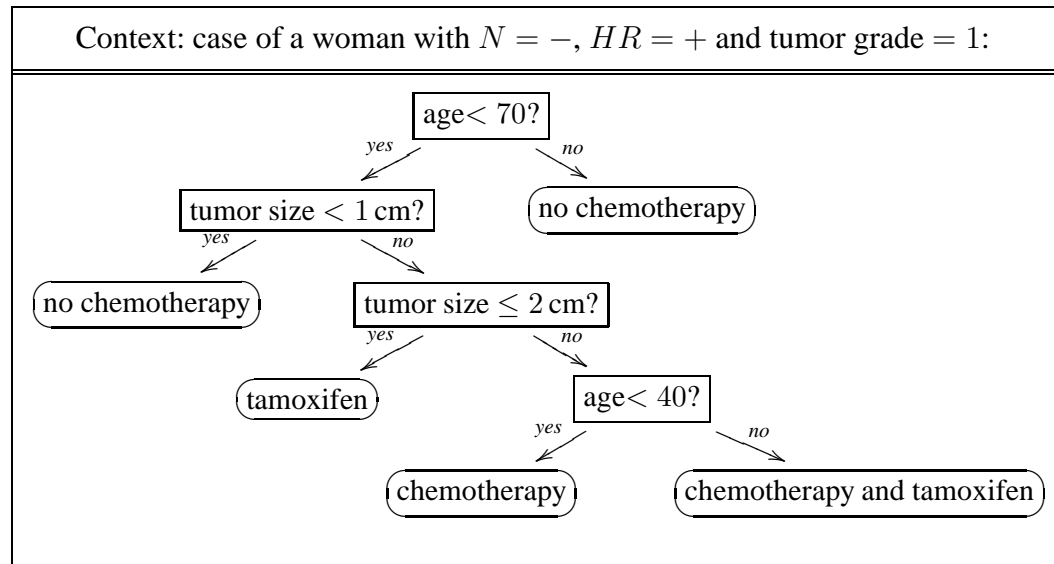 Context: case of a woman with N = −, HR = + and tumor grade = 1:
age< 70?
yes
no
tumor size < 1 cm?
no chemotherapy
yes
no
no chemotherapy
tumor size ≤ 2 cm?
yes
no
tamoxifen
age< 40?
yes
no
chemotherapy
chemotherapy and tamoxifen